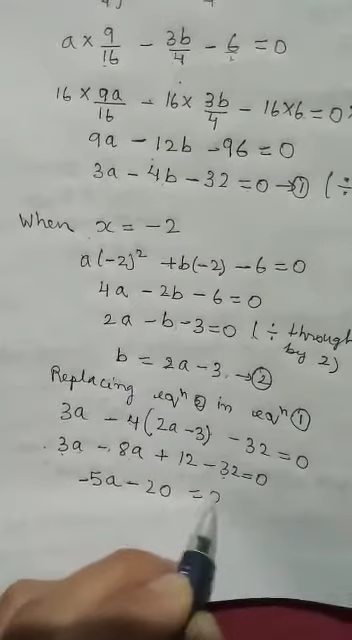 a × 9/16 - 3b/4 - 6 = 0
16 × 9a/16 - 16 × 3b/4 - 16×6 = 0
9a - 12b - 96 = 0
3a - 4b - 32 = 0 → ① (÷
When x = -2
a(-2)² + b(-2) - 6 = 0
4a - 2b - 6 = 0
2a - b - 3 = 0 (÷ through by 2)
b = 2a - 3. → ②
Replacing eqⁿ ② in eqⁿ ①
3a - 4(2a-3) - 32 = 0
3a - 8a + 12 - 32 = 0
-5a - 20 =